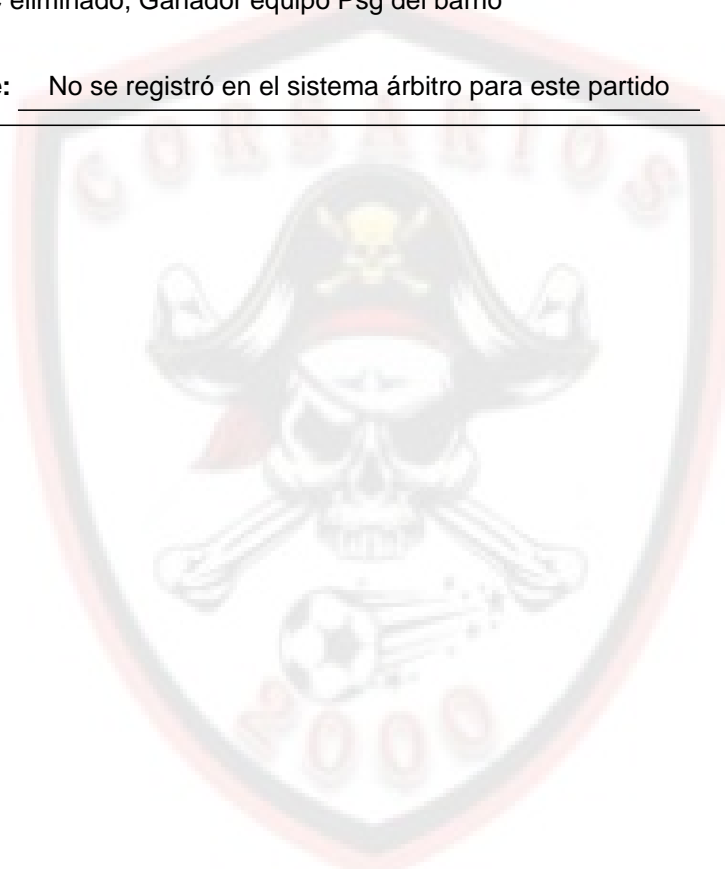 eliminado, Ganador equipo Psg del barrio
: No se registró en el sistema árbitro para este partido
CORSARIOS
2000